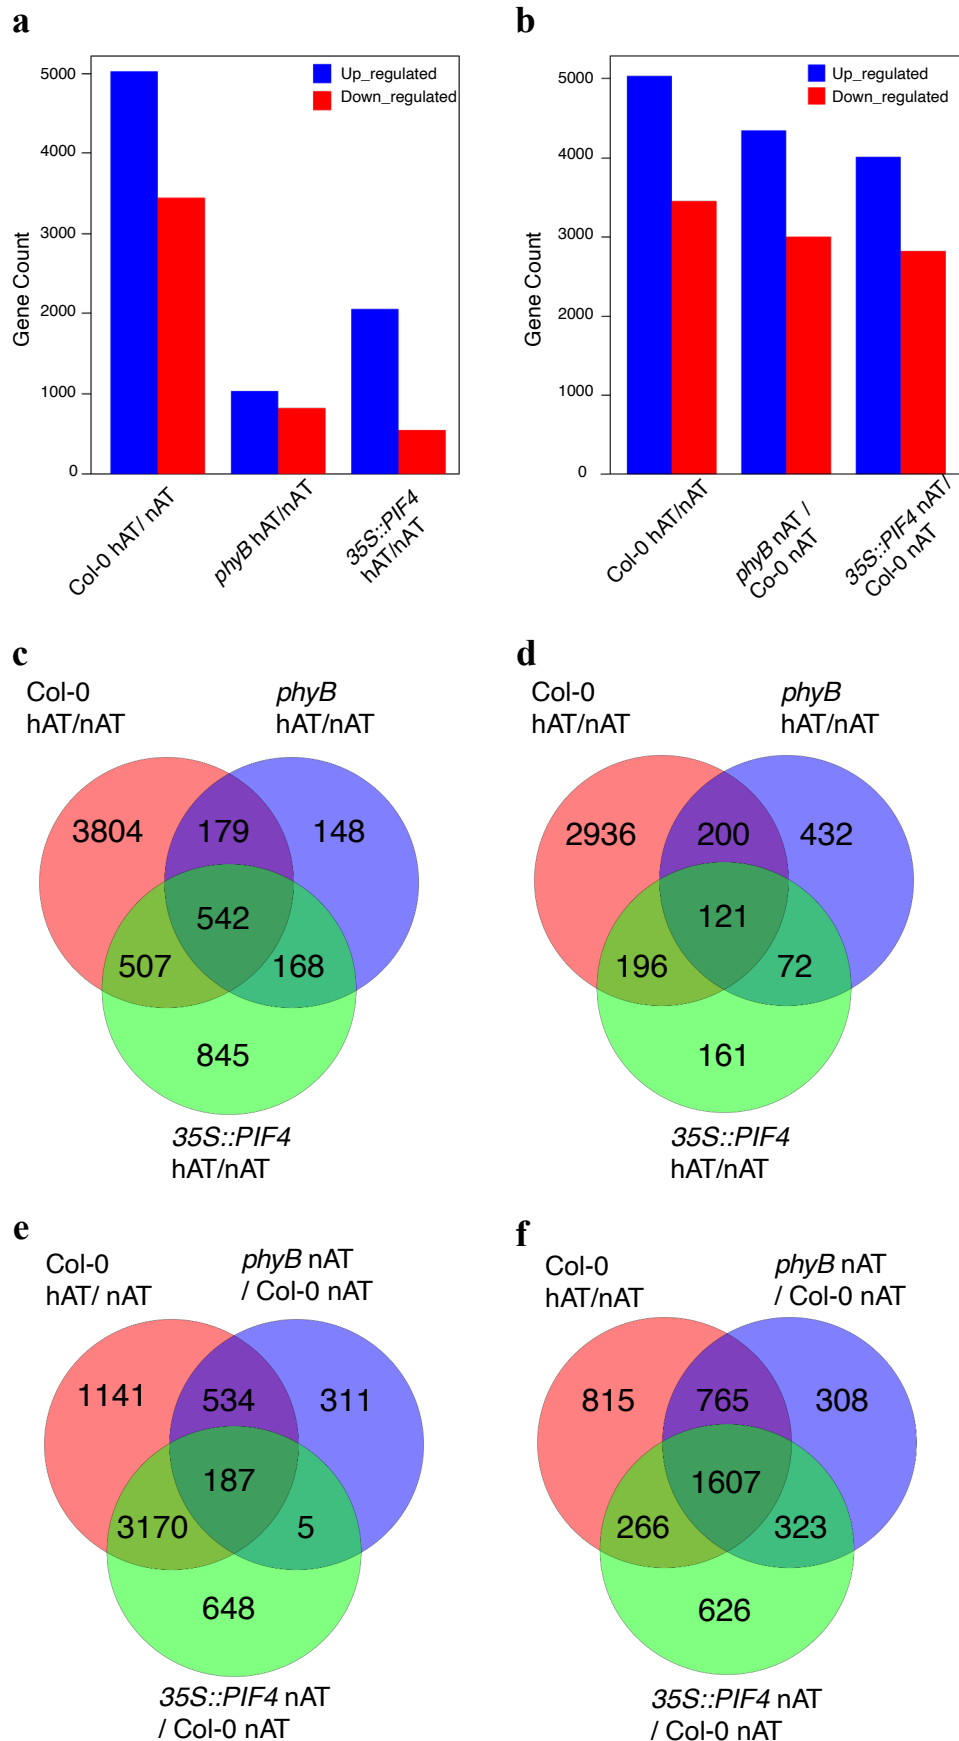 a
5000
4000
3000
2000
1000
0
Gene Count
Up_regulated
Down_regulated
Col-0 hAT/ nAT
phyB hAT/nAT
35S::PIF4
hAT/nAT
b
5000
4000
3000
2000
1000
0
Gene Count
Up_regulated
Down_regulated
Col-0 hAT/nAT
phyB nAT /
Co-0 nAT
35S::PIF4 nAT/
Col-0 nAT
c
Col-0
hAT/nAT
phyB
hAT/nAT
3804
179
148
542
507
168
845
35S::PIF4
hAT/nAT
d
Col-0
hAT/nAT
phyB
hAT/nAT
2936
200
432
121
196
72
161
35S::PIF4
hAT/nAT
e
Col-0
hAT/ nAT
phyB nAT
/ Col-0 nAT
1141
534
311
187
3170
5
648
35S::PIF4 nAT
/ Col-0 nAT
f
Col-0
hAT/nAT
phyB nAT
/ Col-0 nAT
815
765
308
1607
266
323
626
35S::PIF4 nAT
/ Col-0 nAT